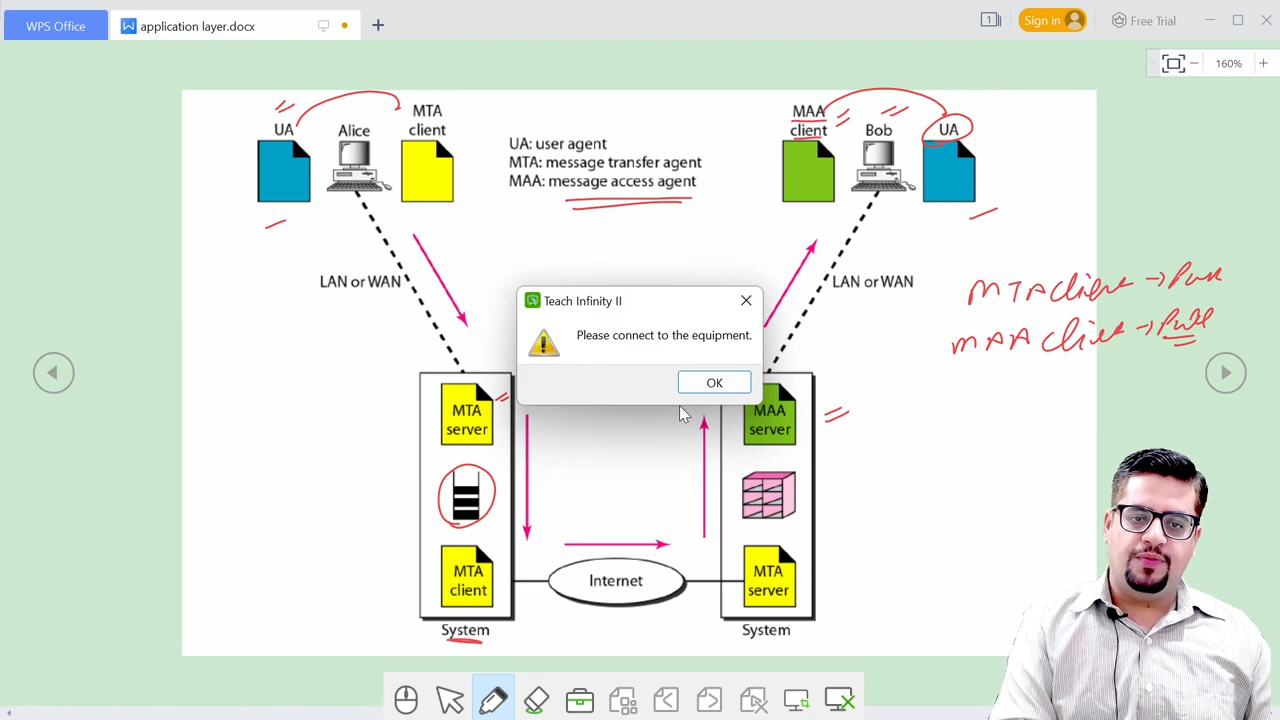 WPS Office
application layer.docx
1
Sign in
Free Trial
160%
UA
Alice
MTA
client
UA: user agent
MTA: message transfer agent
MAA: message access agent
MAA
client
Bob
UA
LAN or WAN
LAN or WAN
MTA client →
MAA client → Pull
Teach Infinity II
Please connect to the equipment.
OK
MTA
server
MAA
server
MTA
client
Internet
MTA
server
System
System